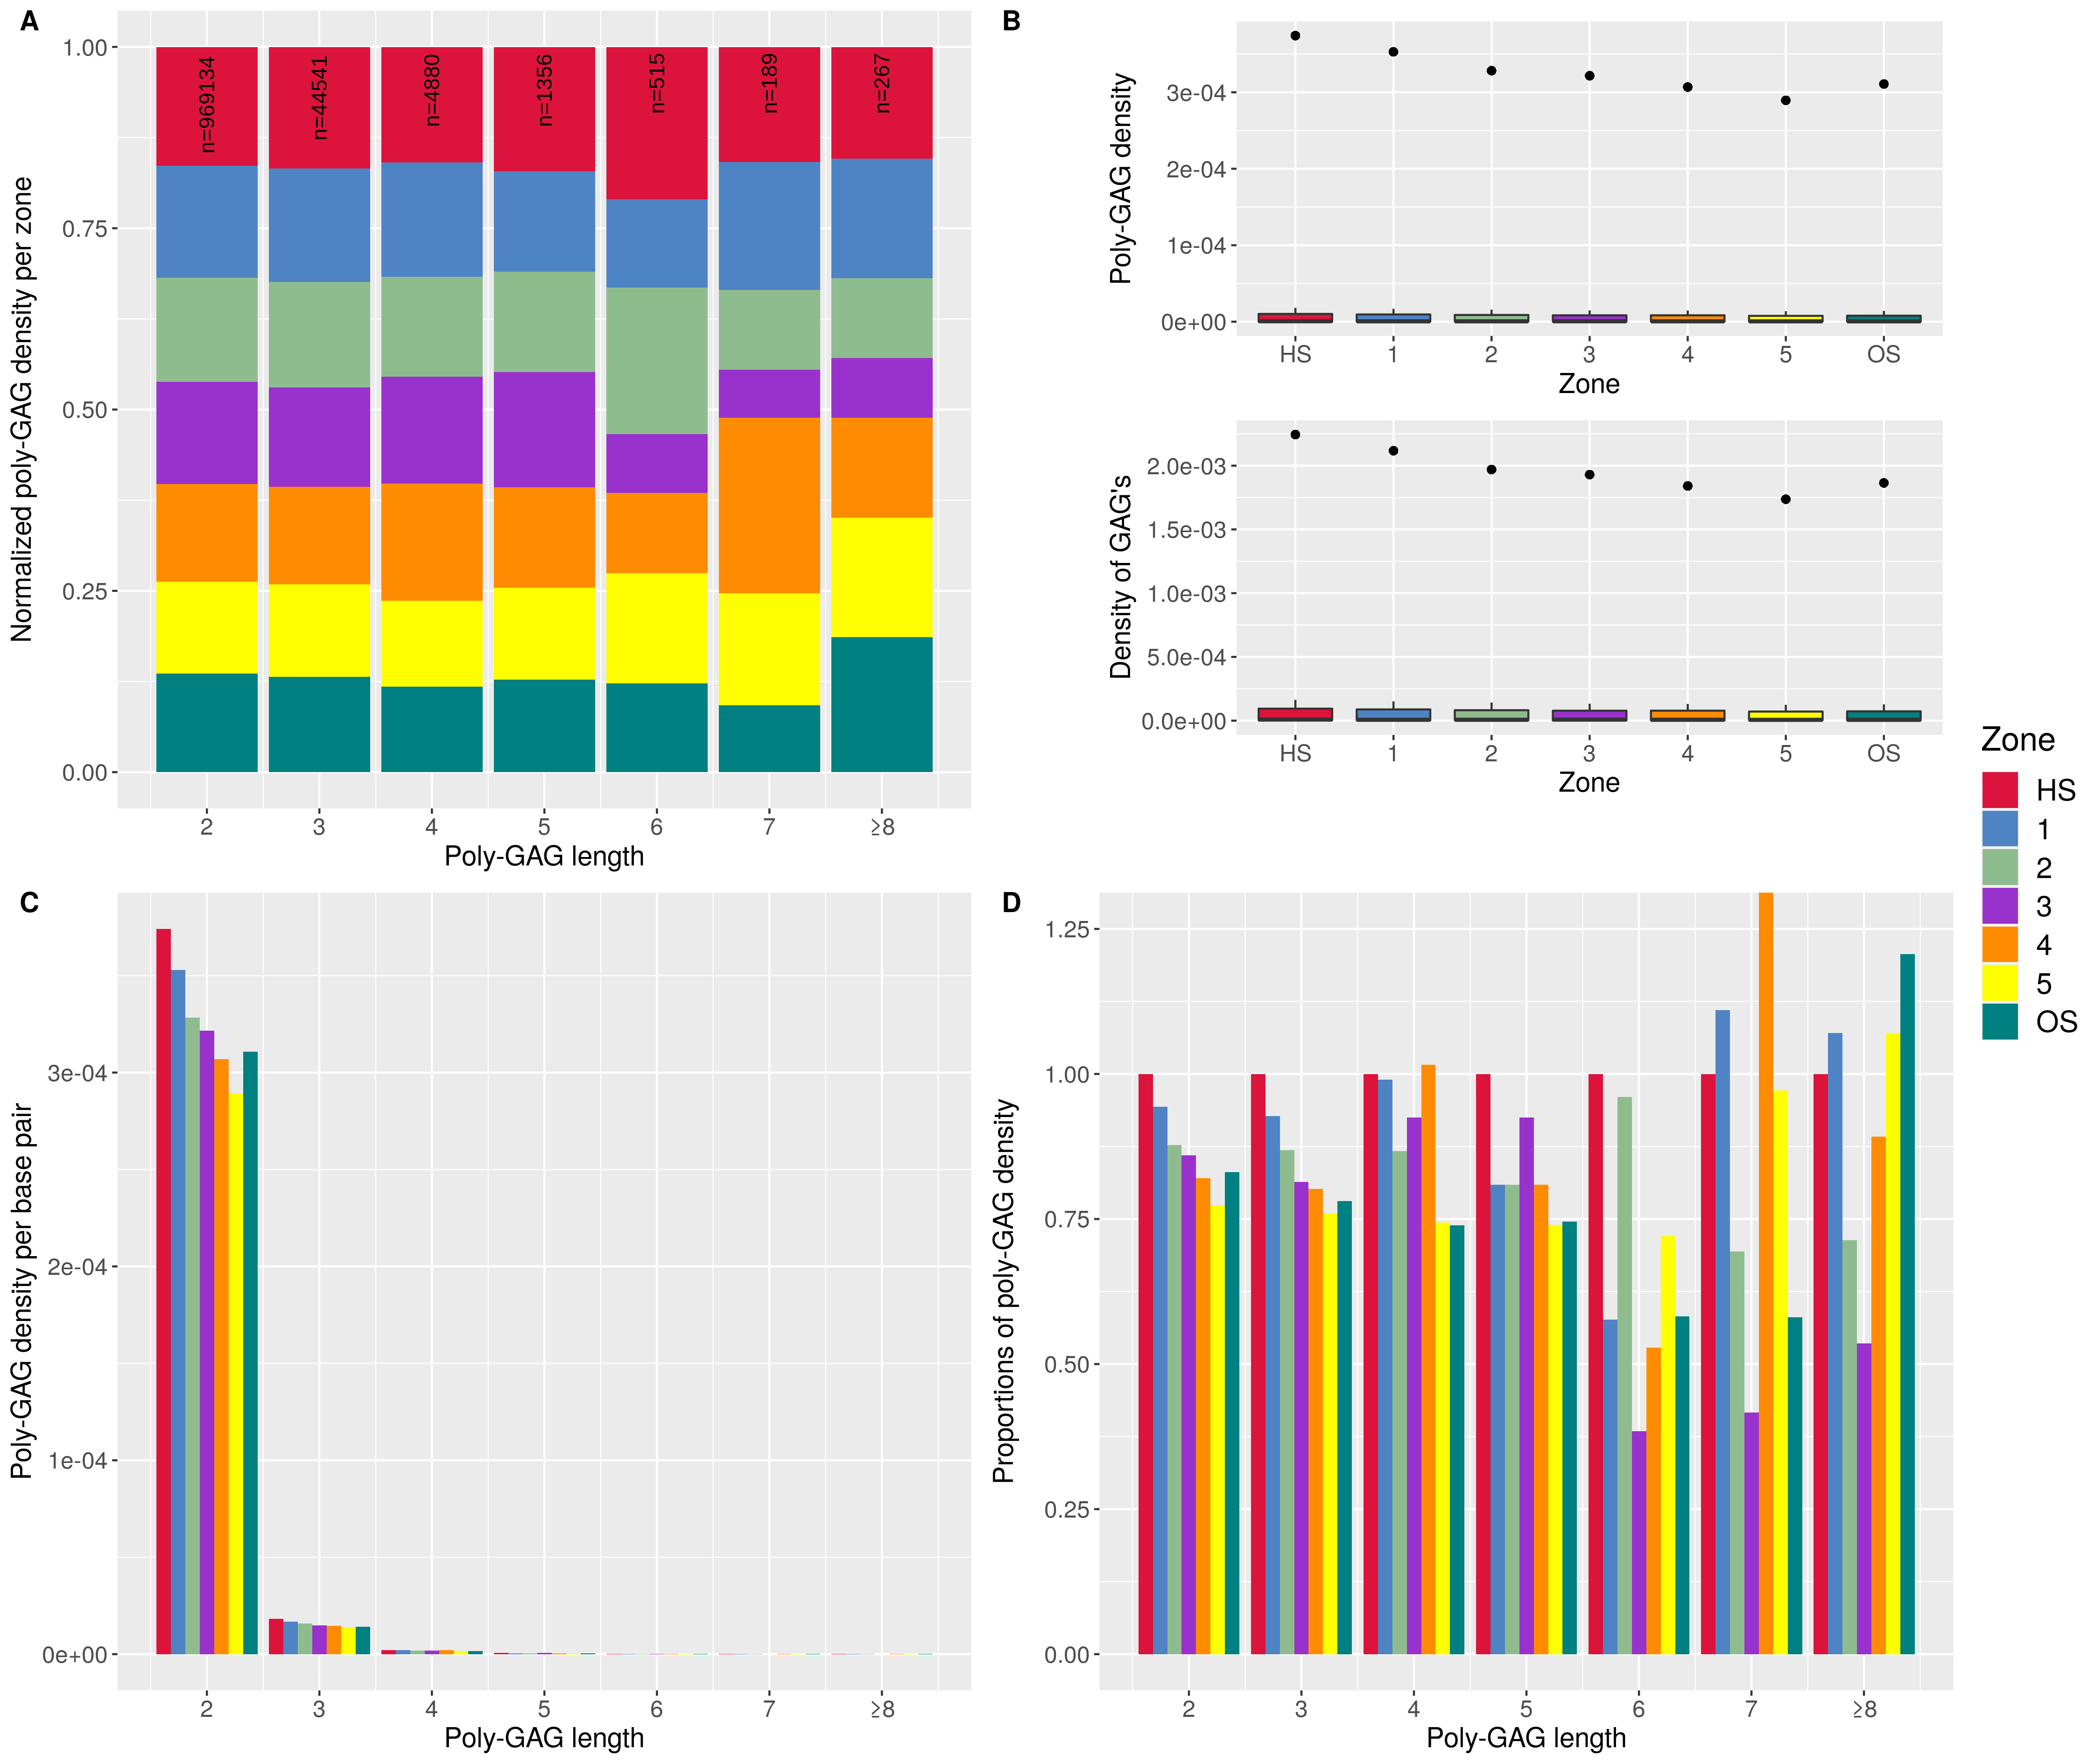 A
Normalized poly-GAG density per zone
1.00
0.75
0.50
0.25
0.00
n=969134
n=44541
n=4880
n=1356
n=515
n=189
n=267
2 3 4 5 6 7 ≥8
Poly-GAG length
B
Poly-GAG density
3e-04
2e-04
1e-04
0e+00
HS 1 2 3 4 5 OS
Zone
Density of GAG's
2.0e-03
1.5e-03
1.0e-03
5.0e-04
0.0e+00
HS 1 2 3 4 5 OS
Zone
Zone
HS
1
2
3
4
5
OS
C
Poly-GAG density per base pair
3e-04
2e-04
1e-04
0e+00
2 3 4 5 6 7 ≥8
Poly-GAG length
D
Proportions of poly-GAG density
1.25
1.00
0.75
0.50
0.25
0.00
2 3 4 5 6 7 ≥8
Poly-GAG length